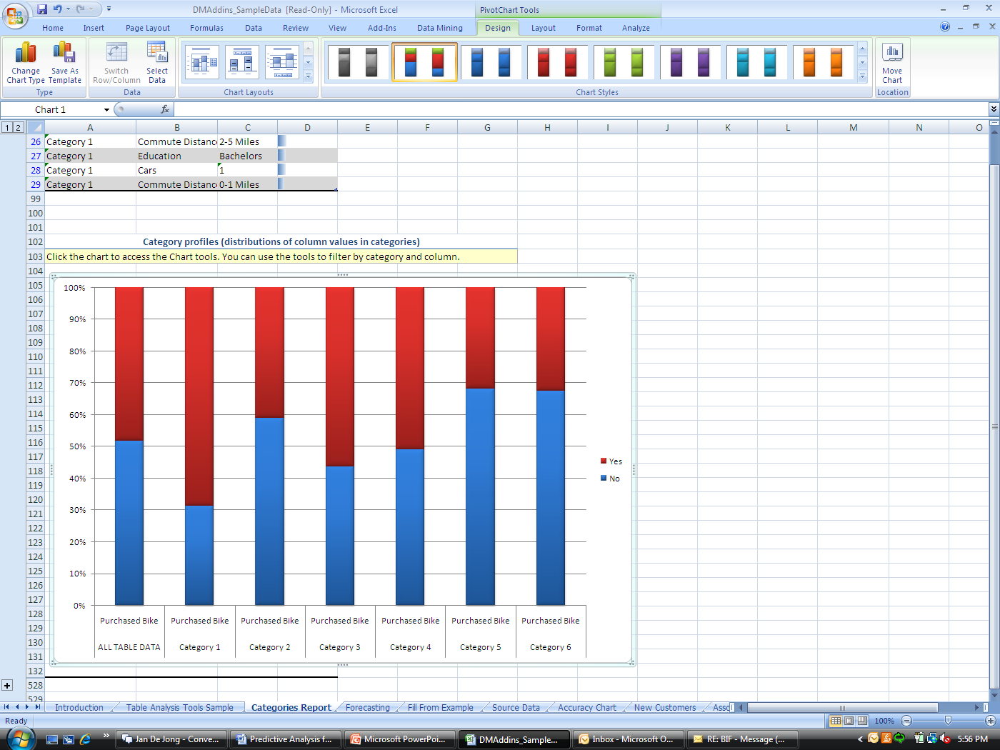 DMAddins_SampleData [Read-Only] - Microsoft Excel
PivotChart Tools
Home Insert Page Layout Formulas Data Review View Add-Ins Data Mining Design Layout Format Analyze
Change Chart Type
Save As Template
Switch Row/Column
Select Data
Move Chart
Type Data Chart Layouts Chart Styles Location
Chart 1 fx
1 2 A B C D E F G H I J K L M N O
26 Category 1 Commute Distanc 2-5 Miles
27 Category 1 Education Bachelors
28 Category 1 Cars 1
29 Category 1 Commute Distanc 0-1 Miles
99
100
101
102 Category profiles (distributions of column values in categories)
103 Click the chart to access the Chart tools. You can use the tools to filter by category and column.
104
105
106
107
108
109
110
111
112
113
114
115
116
117
118
119
120
121
122
123
124
125
126
127
128
129
130
131
132
528
529
100%
90%
80%
70%
60%
50%
40%
30%
20%
10%
0%
Yes
No
Purchased Bike Purchased Bike Purchased Bike Purchased Bike Purchased Bike Purchased Bike Purchased Bike
ALL TABLE DATA Category 1 Category 2 Category 3 Category 4 Category 5 Category 6
Introduction Table Analysis Tools Sample Categories Report Forecasting Fill From Example Source Data Accuracy Chart New Customers Asso
Ready 100%
Jan De Jong - Conve... Predictive Analysis f... Microsoft PowerPoi... DMAddins_Sample... Inbox - Microsoft O... RE: BIF - Message (... 5:56 PM